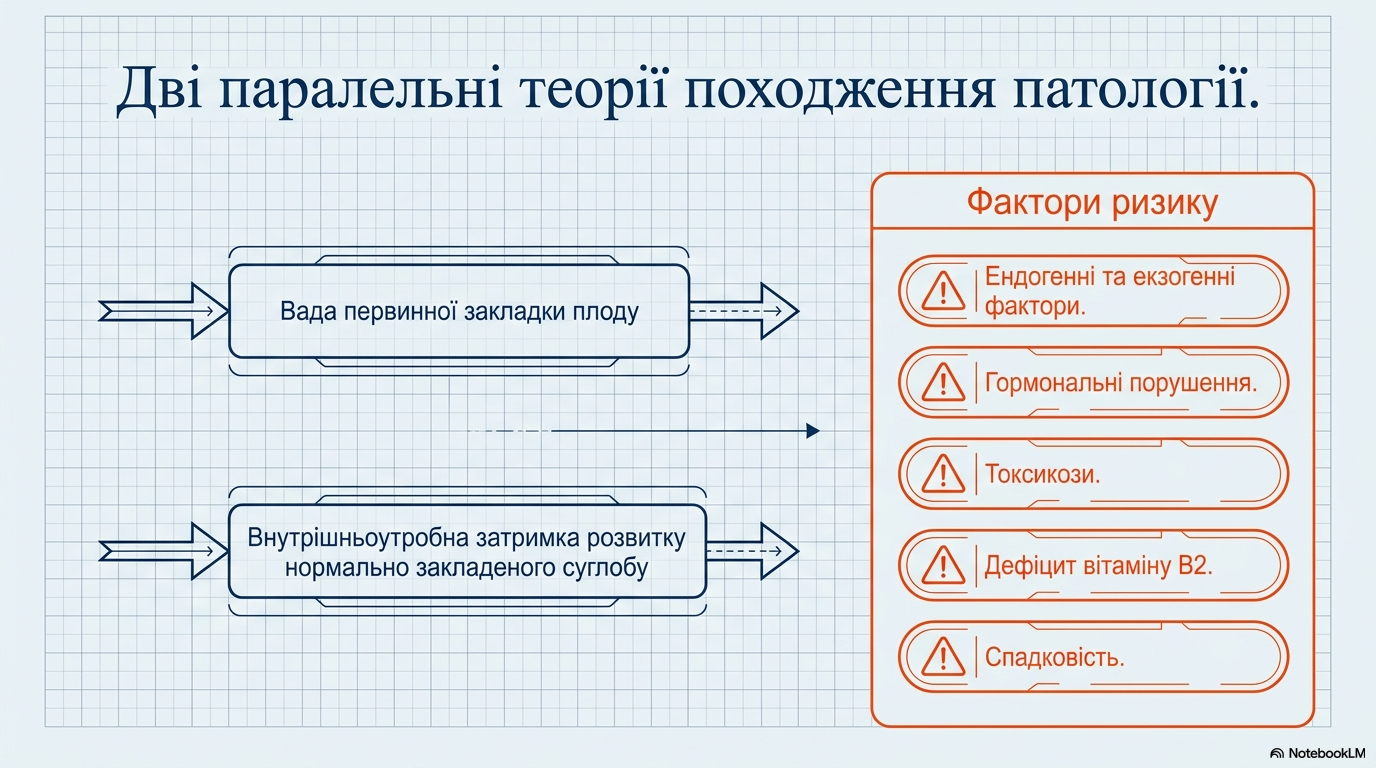 Дві паралельні теорії походження патології.
Вада первинної закладки плоду
Внутрішньоутробна затримка розвитку
нормально закладеного суглобу
Фактори ризику
Ендогенні та екзогенні
фактори.
Гормональні порушення.
Токсикози.
Дефіцит вітаміну В2.
Спадковість.
NotebookLM